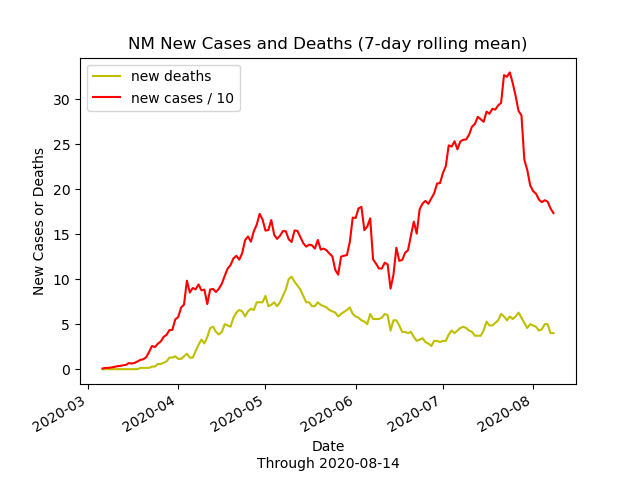 NM New Cases and Deaths (7-day rolling mean)
new deaths
new cases / 10
New Cases or Deaths
30
25
20
15
10
5
0
2020-03
2020-04
2020-05
2020-06
2020-07
2020-08
Date
Through 2020-08-14